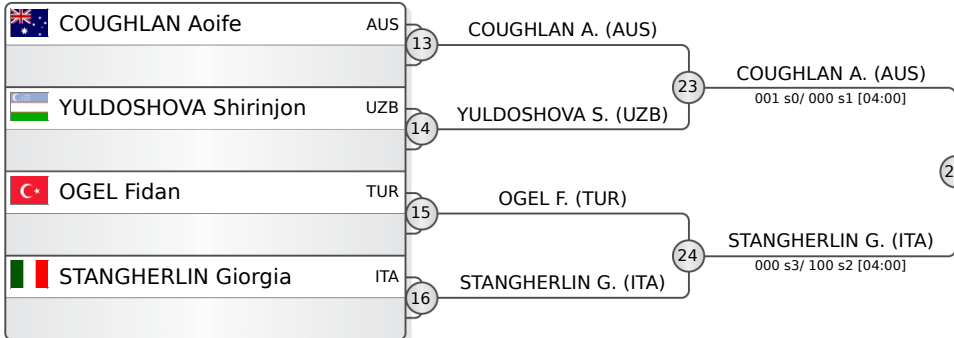 COUGHLAN Aoife AUS
13
COUGHLAN A. (AUS)
YULDOSHOVA Shirinjon UZB
14
YULDOSHOVA S. (UZB)
23
COUGHLAN A. (AUS)
001 s0/ 000 s1 [04:00]
OGEL Fidan TUR
15
OGEL F. (TUR)
STANGHERLIN Giorgia ITA
16
STANGHERLIN G. (ITA)
24
STANGHERLIN G. (ITA)
000 s3/ 100 s2 [04:00]